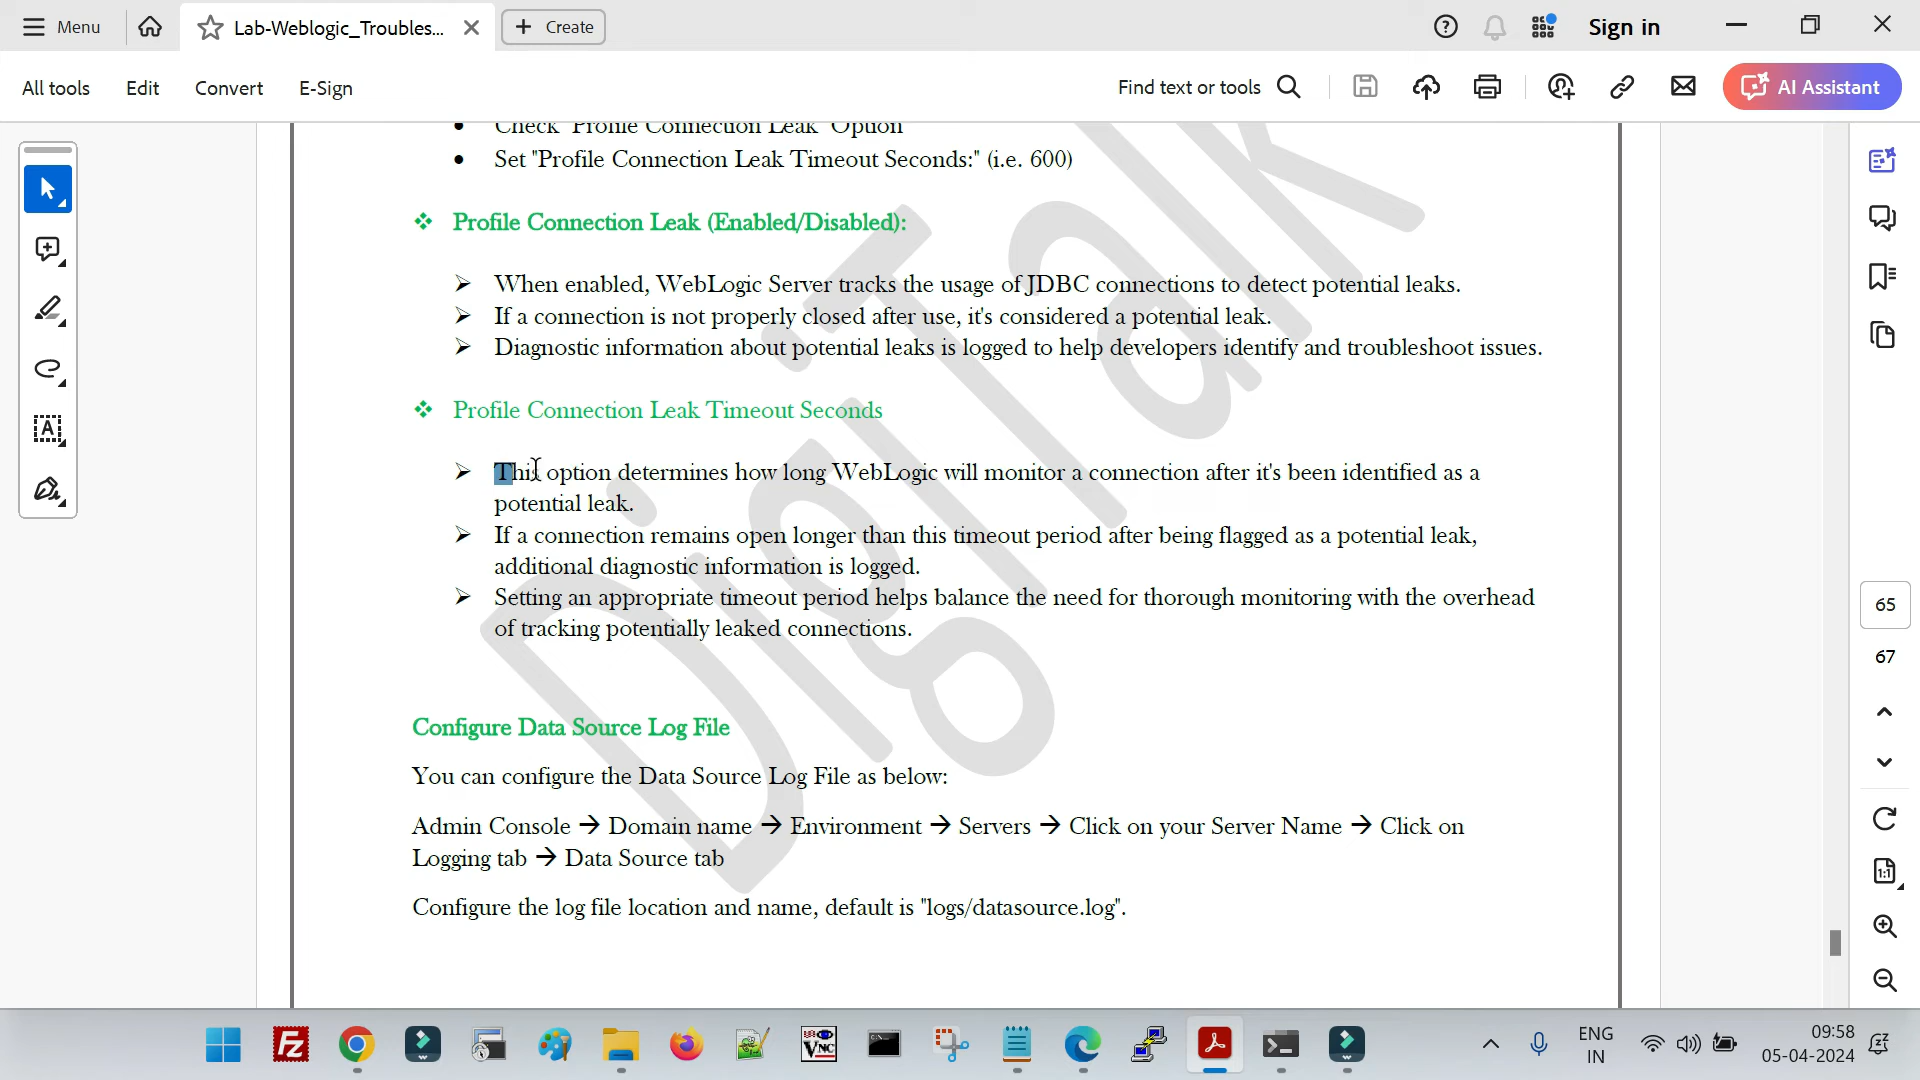 Menu
Lab-Weblogic_Troubles...
Create
Sign in
All tools
Edit
Convert
E-Sign
Find text or tools
AI Assistant
Check "Profile Connection Leak" Option
Set "Profile Connection Leak Timeout Seconds:" (i.e. 600)
Profile Connection Leak (Enabled/Disabled):
When enabled, WebLogic Server tracks the usage of JDBC connections to detect potential leaks.
If a connection is not properly closed after use, it's considered a potential leak.
Diagnostic information about potential leaks is logged to help developers identify and troubleshoot issues.
Profile Connection Leak Timeout Seconds
This option determines how long WebLogic will monitor a connection after it's been identified as a
potential leak.
If a connection remains open longer than this timeout period after being flagged as a potential leak,
additional diagnostic information is logged.
Setting an appropriate timeout period helps balance the need for thorough monitoring with the overhead
of tracking potentially leaked connections.
Configure Data Source Log File
You can configure the Data Source Log File as below:
Admin Console → Domain name → Environment → Servers → Click on your Server Name → Click on
Logging tab → Data Source tab
Configure the log file location and name, default is "logs/datasource.log".
DigiTalk
65
67
1:1
ENG
IN
09:58
05-04-2024